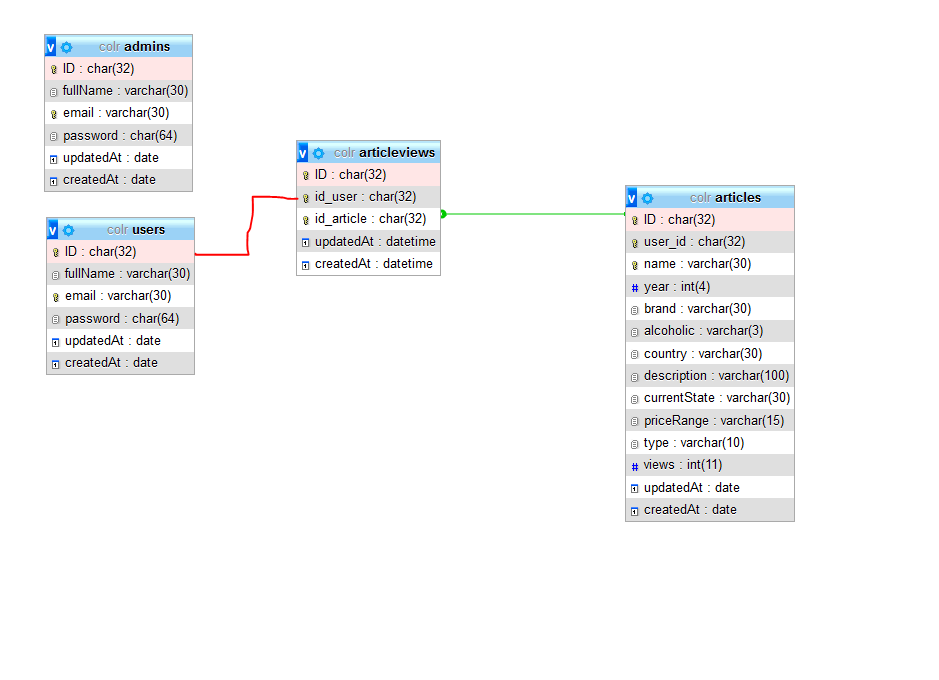 v colr admins
ID : char(32)
fullName : varchar(30)
email : varchar(30)
password : char(64)
updatedAt : date
createdAt : date
v colr users
ID : char(32)
fullName : varchar(30)
email : varchar(30)
password : char(64)
updatedAt : date
createdAt : date
v colr articleviews
ID : char(32)
id_user : char(32)
id_article : char(32)
updatedAt : datetime
createdAt : datetime
v colr articles
ID : char(32)
user_id : char(32)
name : varchar(30)
# year : int(4)
brand : varchar(30)
alcoholic : varchar(3)
country : varchar(30)
description : varchar(100)
currentState : varchar(30)
priceRange : varchar(15)
type : varchar(10)
# views : int(11)
updatedAt : date
createdAt : date